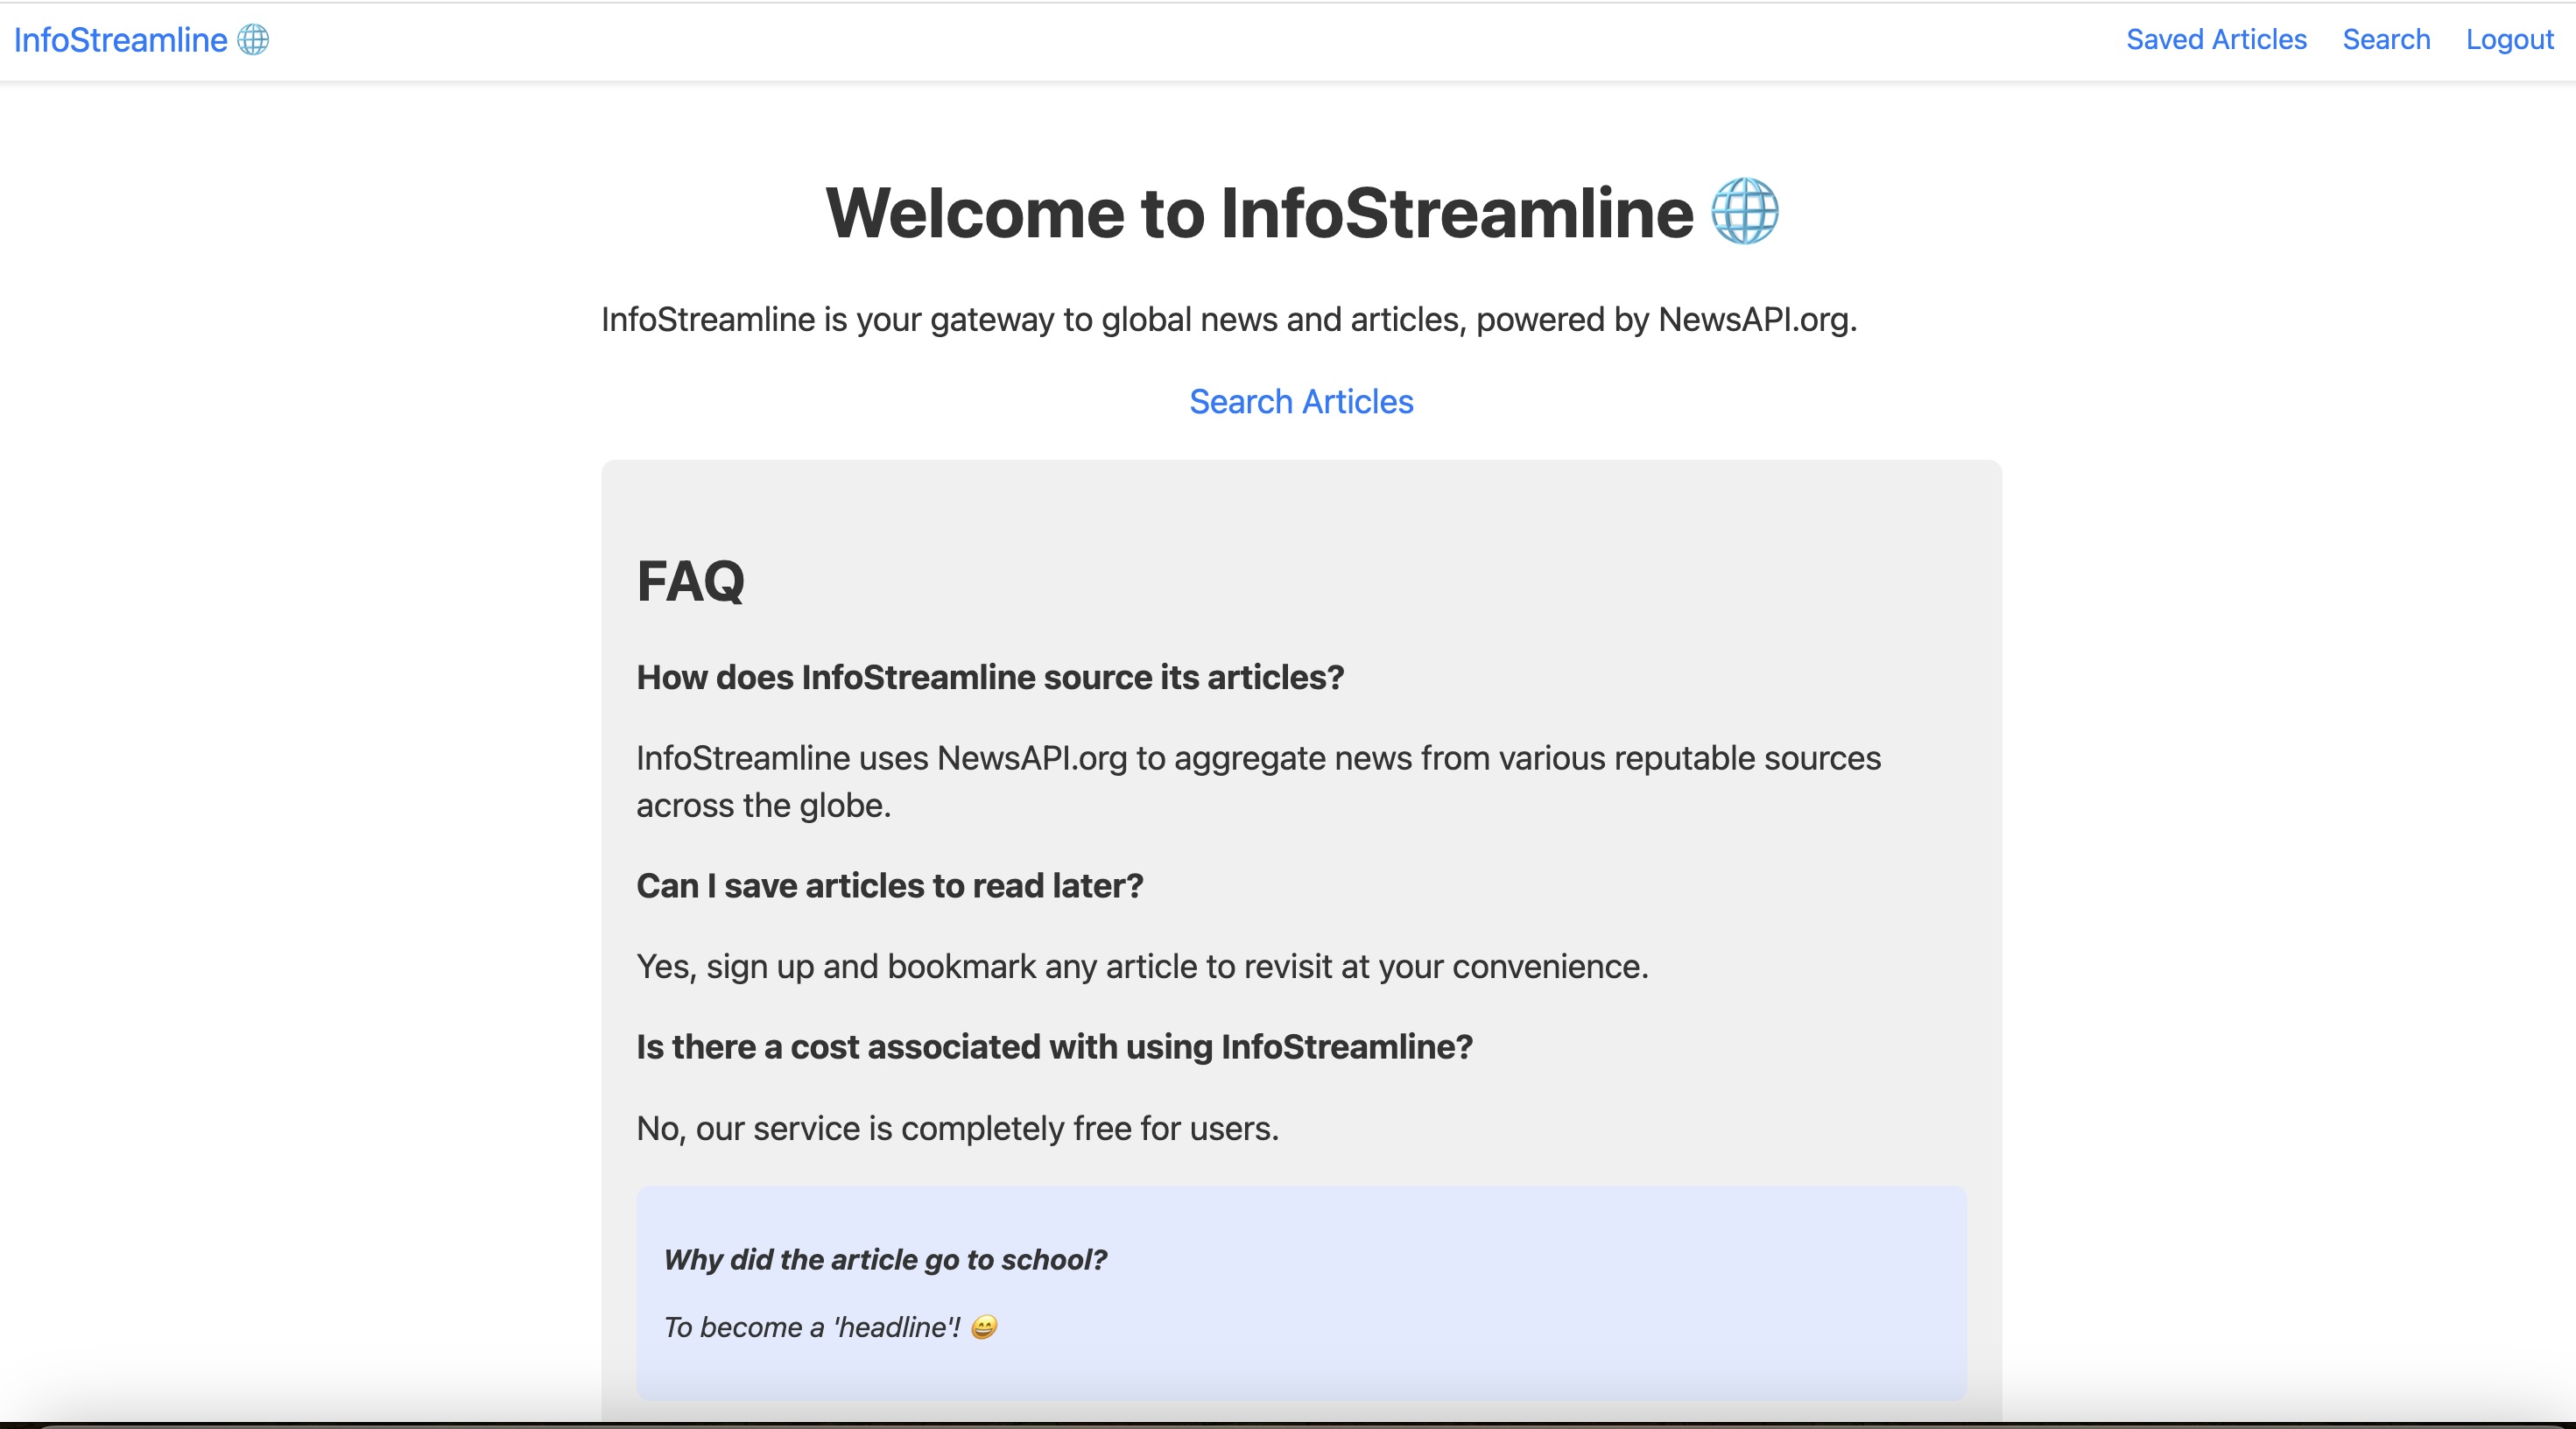 InfoStreamline 🌐
Saved Articles Search Logout
Welcome to InfoStreamline 🌐
InfoStreamline is your gateway to global news and articles, powered by NewsAPI.org.
Search Articles
FAQ
How does InfoStreamline source its articles?
InfoStreamline uses NewsAPI.org to aggregate news from various reputable sources
across the globe.
Can I save articles to read later?
Yes, sign up and bookmark any article to revisit at your convenience.
Is there a cost associated with using InfoStreamline?
No, our service is completely free for users.
Why did the article go to school?
To become a 'headline'! 😄